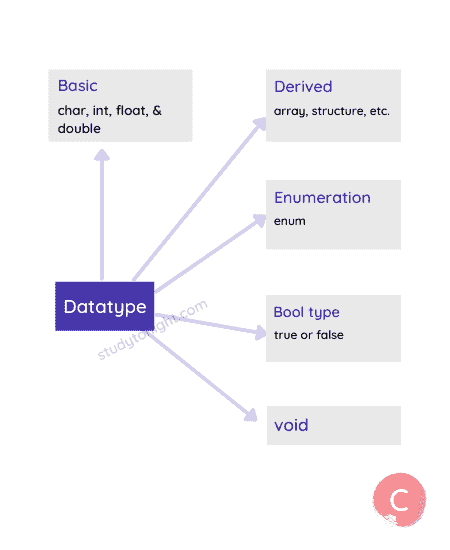 Basic
char, int, float, &
double
Derived
array, structure, etc.
Enumeration
enum
Datatype
studytonight.com
Bool type
true or false
void
C